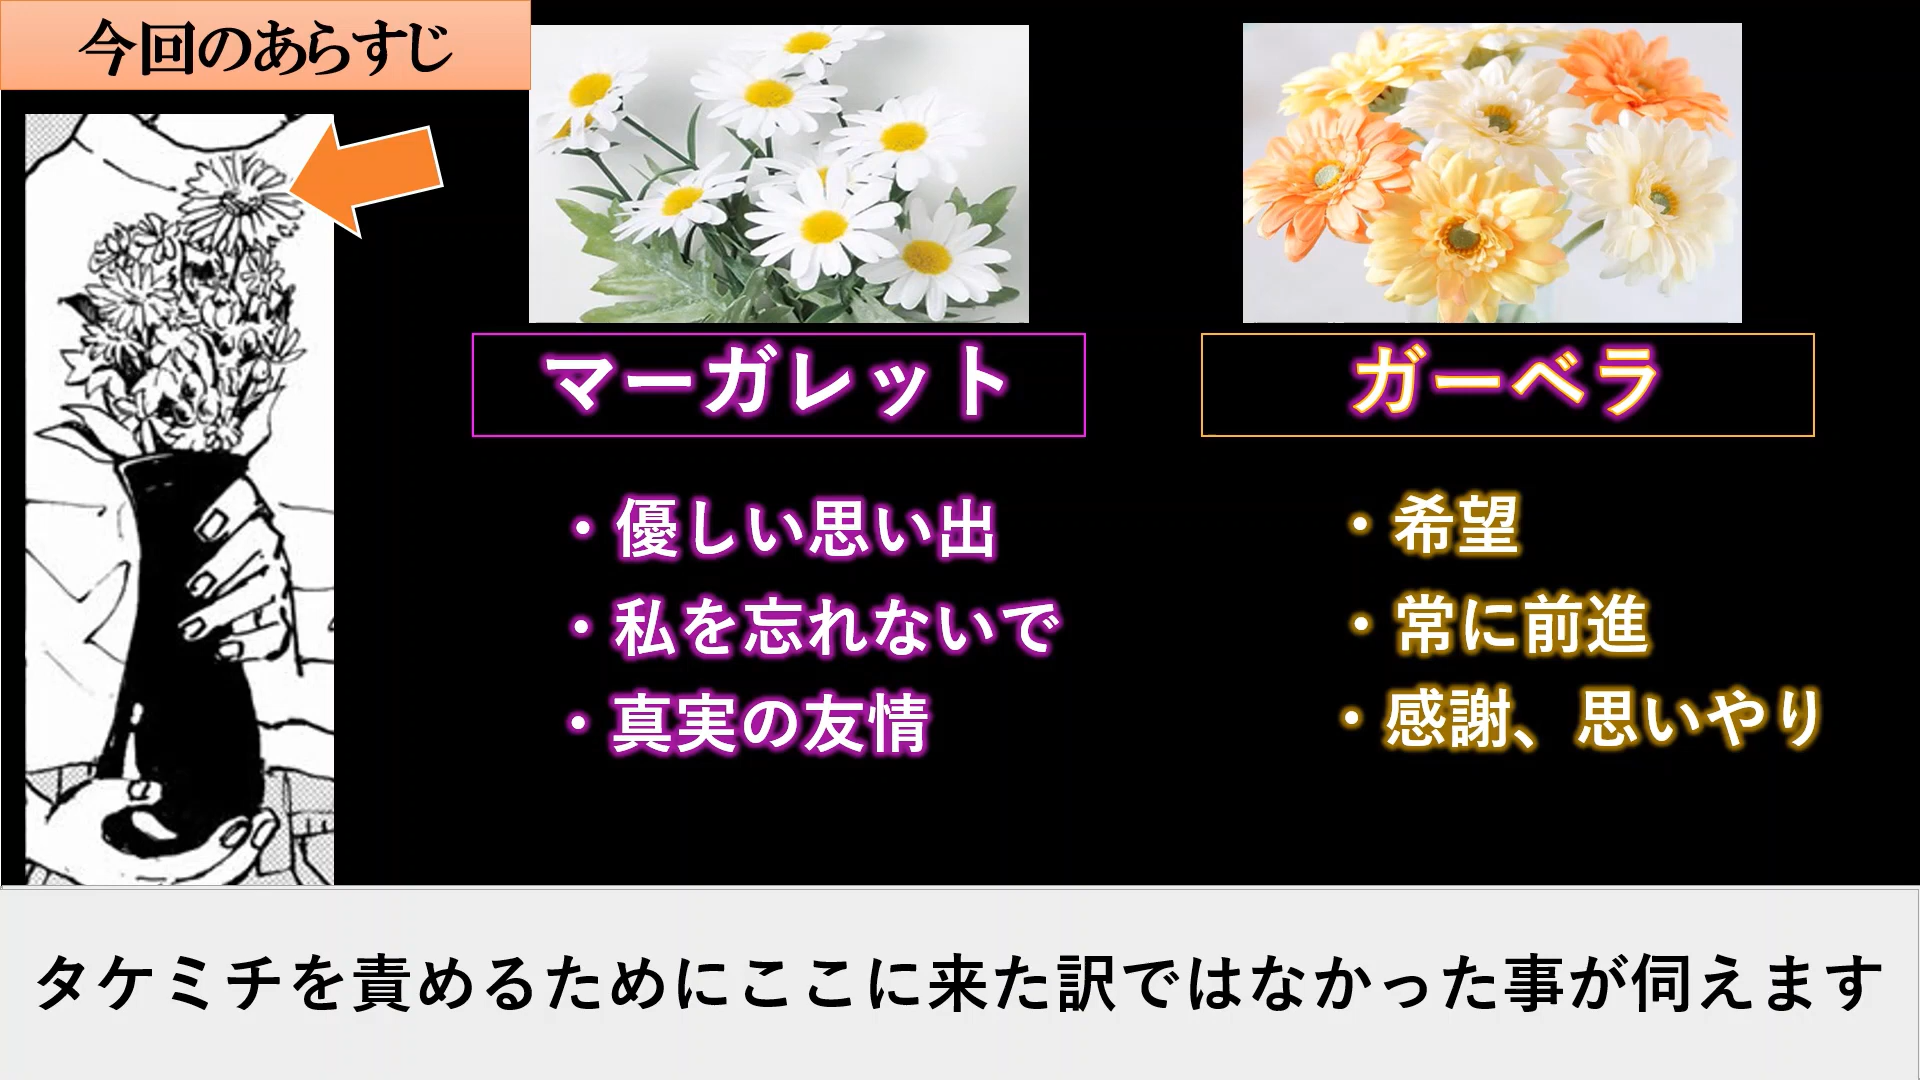 今回のあらすじ
マーガレット
・優しい思い出
・私を忘れないで
・真実の友情
ガーベラ
・希望
・常に前進
・感謝、思いやり
タケミチを責めるためにここに来た訳ではなかった事が伺えます